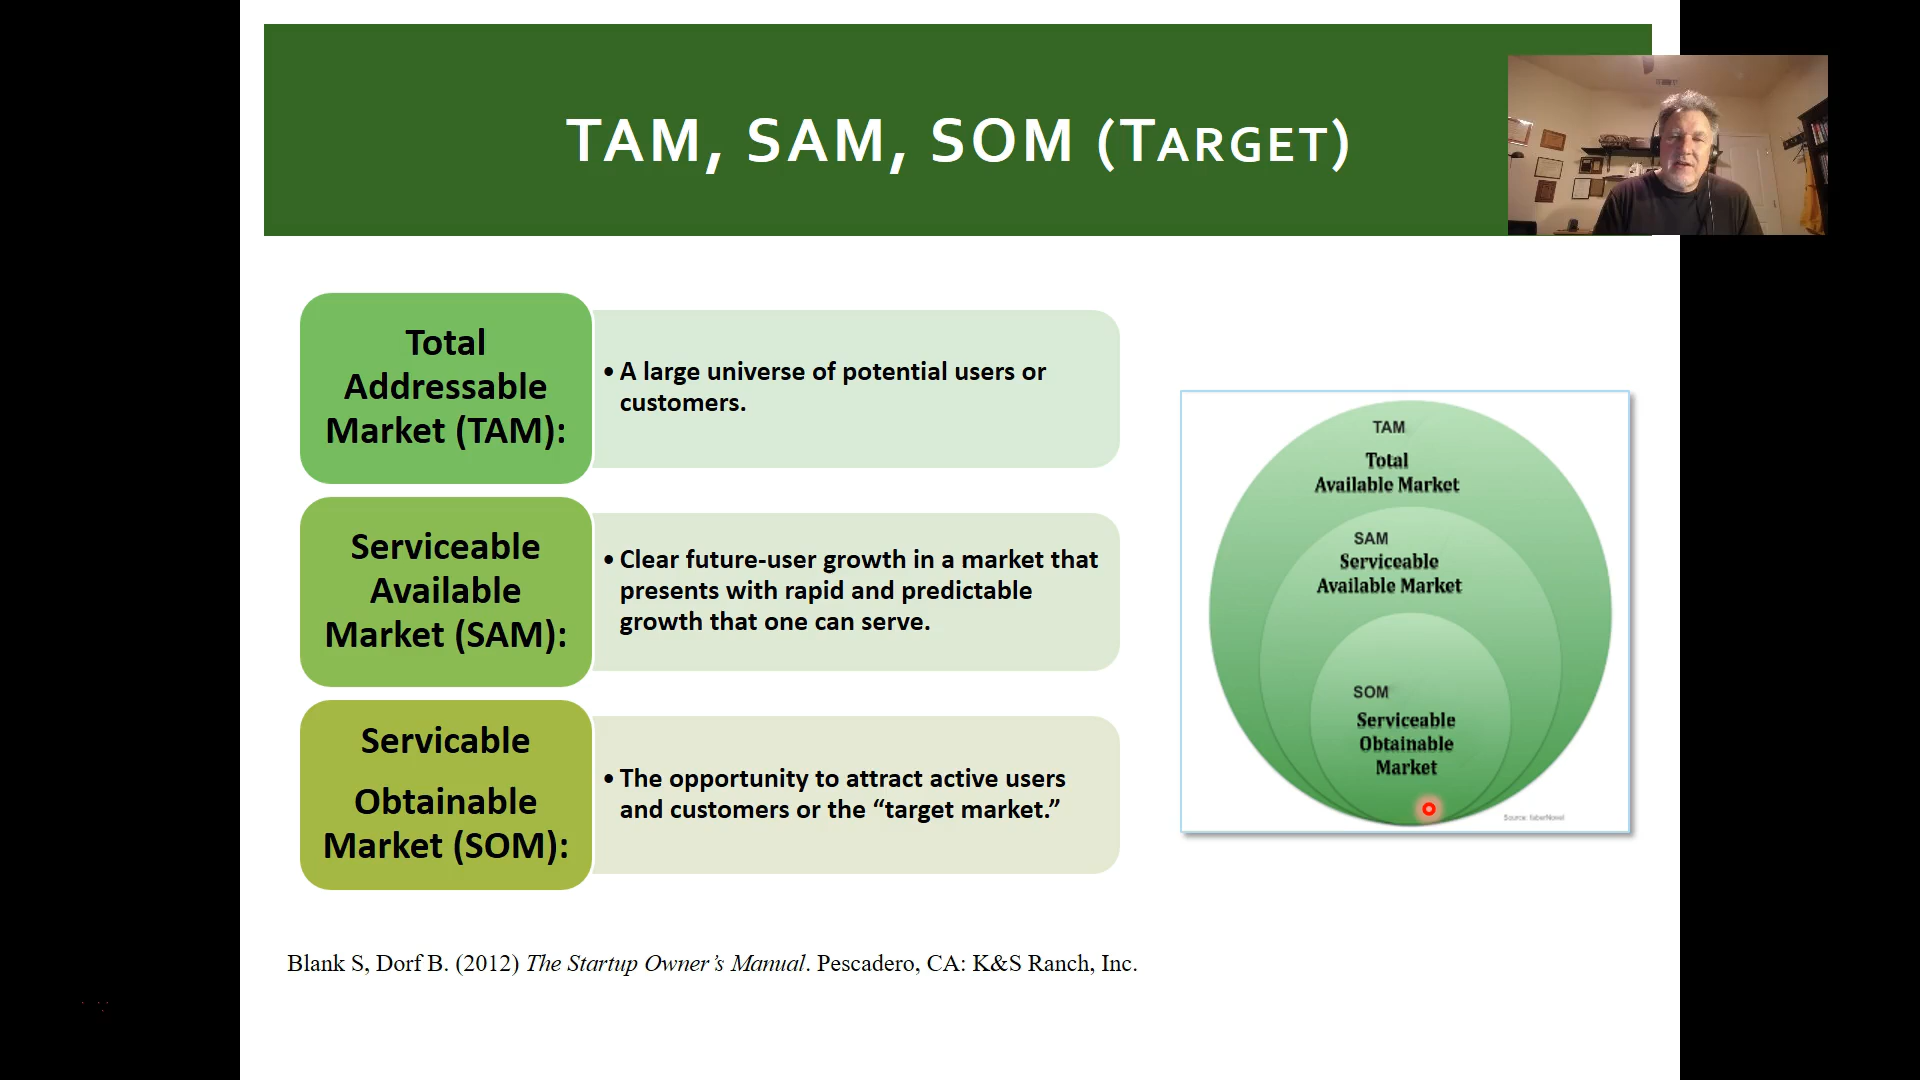 TAM, SAM, SOM (TARGET)
Total
Addressable
Market (TAM):
• A large universe of potential users or
customers.
Serviceable
Available
Market (SAM):
• Clear future-user growth in a market that
presents with rapid and predictable
growth that one can serve.
Servicable
Obtainable
Market (SOM):
• The opportunity to attract active users
and customers or the “target market.”
TAM
Total
Available Market
SAM
Serviceable
Available Market
SOM
Serviceable
Obtainable
Market
Source: faberNovel
Blank S, Dorf B. (2012) The Startup Owner’s Manual. Pescadero, CA: K&S Ranch, Inc.